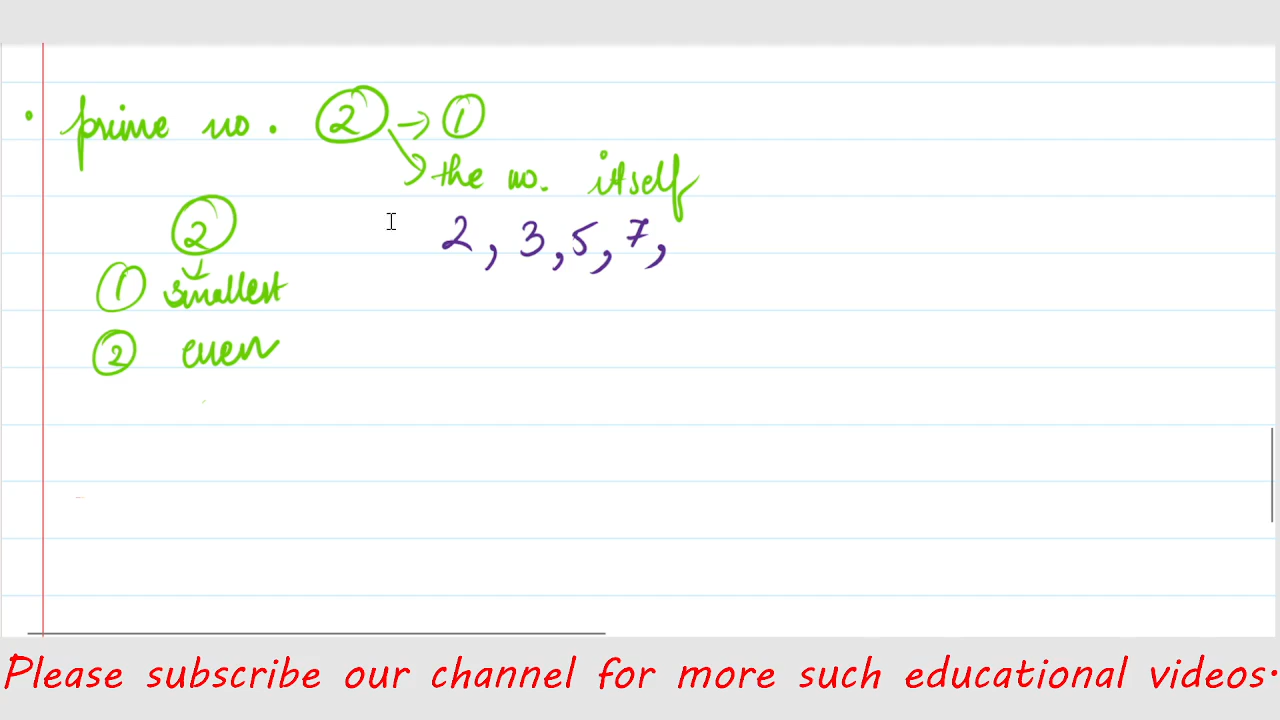 • prime no. ② → ①
the no. itself
②
2, 3, 5, 7,
① smallest
② even
Please subscribe our channel for more such educational videos.